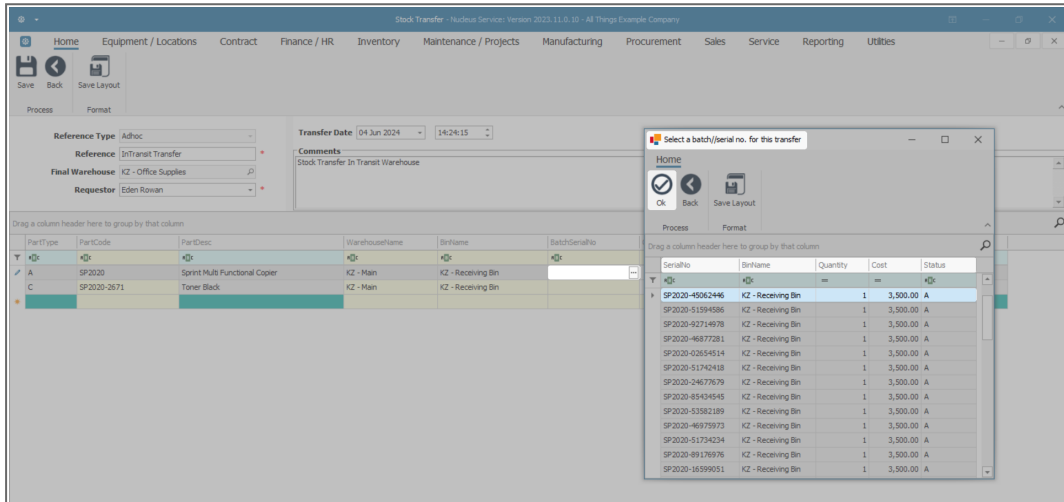 Stock Transfer - Nucleus Service: Version 2023.11.0.10 - All Things Example Company
Home Equipment / Locations Contract Finance / HR Inventory Maintenance / Projects Manufacturing Procurement Sales Service Reporting Utilities
Save Back Save Layout
Process Format
Reference Type Adhoc
Reference InTransit Transfer *
Final Warehouse KZ - Office Supplies
Requestor Eden Rowan *
Transfer Date 04 Jun 2024 14:24:15
Comments
Stock Transfer In Transit Warehouse
Drag a column header here to group by that column
PartType PartCode PartDesc WarehouseName BinName BatchSerialNo
A SP2020 Sprint Multi Functional Copier KZ - Main KZ - Receiving Bin
C SP2020-2671 Toner Black KZ - Main KZ - Receiving Bin
Select a batch//serial no. for this transfer
Home
Ok Back Save Layout
Process Format
Drag a column header here to group by that column
SerialNo BinName Quantity Cost Status
= =
SP2020-45062446 KZ - Receiving Bin 1 3,500.00 A
SP2020-51594586 KZ - Receiving Bin 1 3,500.00 A
SP2020-92714978 KZ - Receiving Bin 1 3,500.00 A
SP2020-46877281 KZ - Receiving Bin 1 3,500.00 A
SP2020-02654514 KZ - Receiving Bin 1 3,500.00 A
SP2020-51742418 KZ - Receiving Bin 1 3,500.00 A
SP2020-24677679 KZ - Receiving Bin 1 3,500.00 A
SP2020-85434545 KZ - Receiving Bin 1 3,500.00 A
SP2020-53582189 KZ - Receiving Bin 1 3,500.00 A
SP2020-46975973 KZ - Receiving Bin 1 3,500.00 A
SP2020-51734234 KZ - Receiving Bin 1 3,500.00 A
SP2020-89176976 KZ - Receiving Bin 1 3,500.00 A
SP2020-16599051 KZ - Receiving Bin 1 3,500.00 A